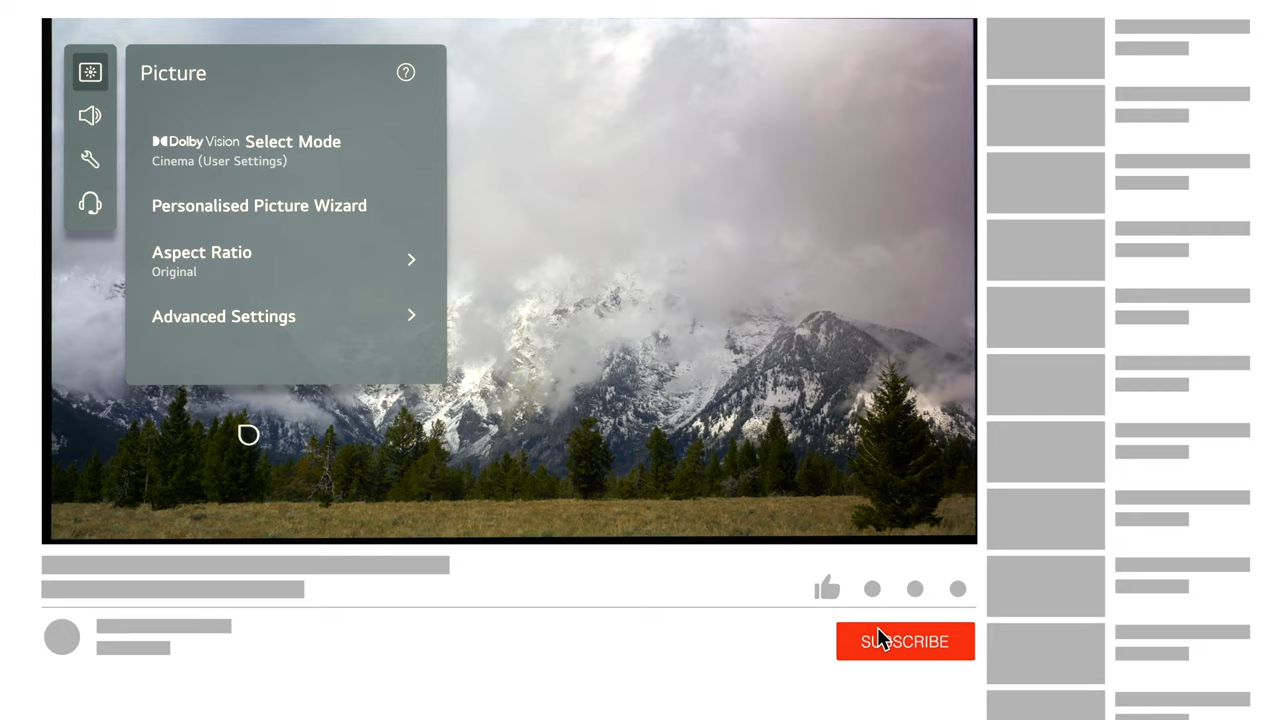 Picture
Dolby Vision Select Mode
Cinema (User Settings)
Personalised Picture Wizard
Aspect Ratio
Original
Advanced Settings
SUBSCRIBE